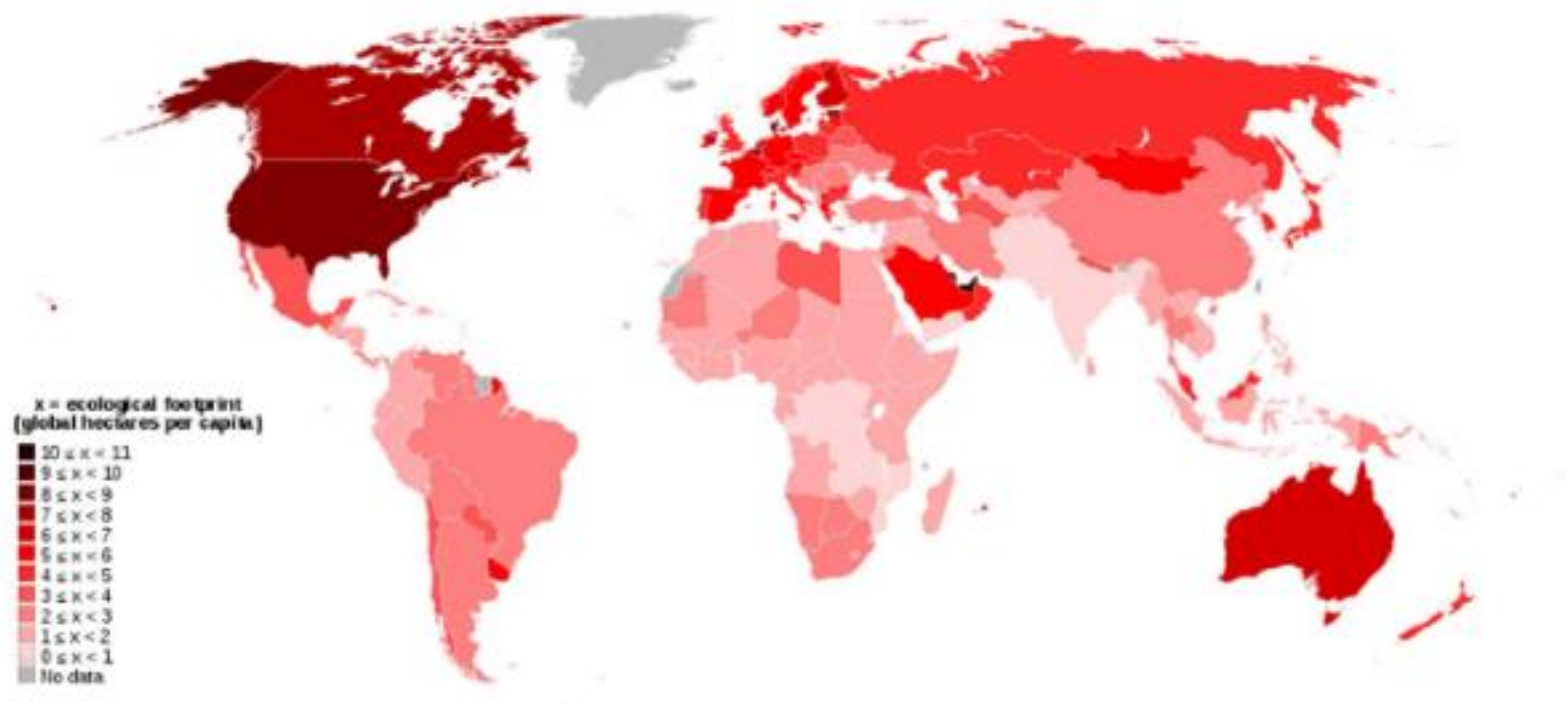 x = ecological footprint
(global hectares per capita)
10 ≤ x < 11
9 ≤ x < 10
8 ≤ x < 9
7 ≤ x < 8
6 ≤ x < 7
5 ≤ x < 6
4 ≤ x < 5
3 ≤ x < 4
2 ≤ x < 3
1 ≤ x < 2
0 ≤ x < 1
No data